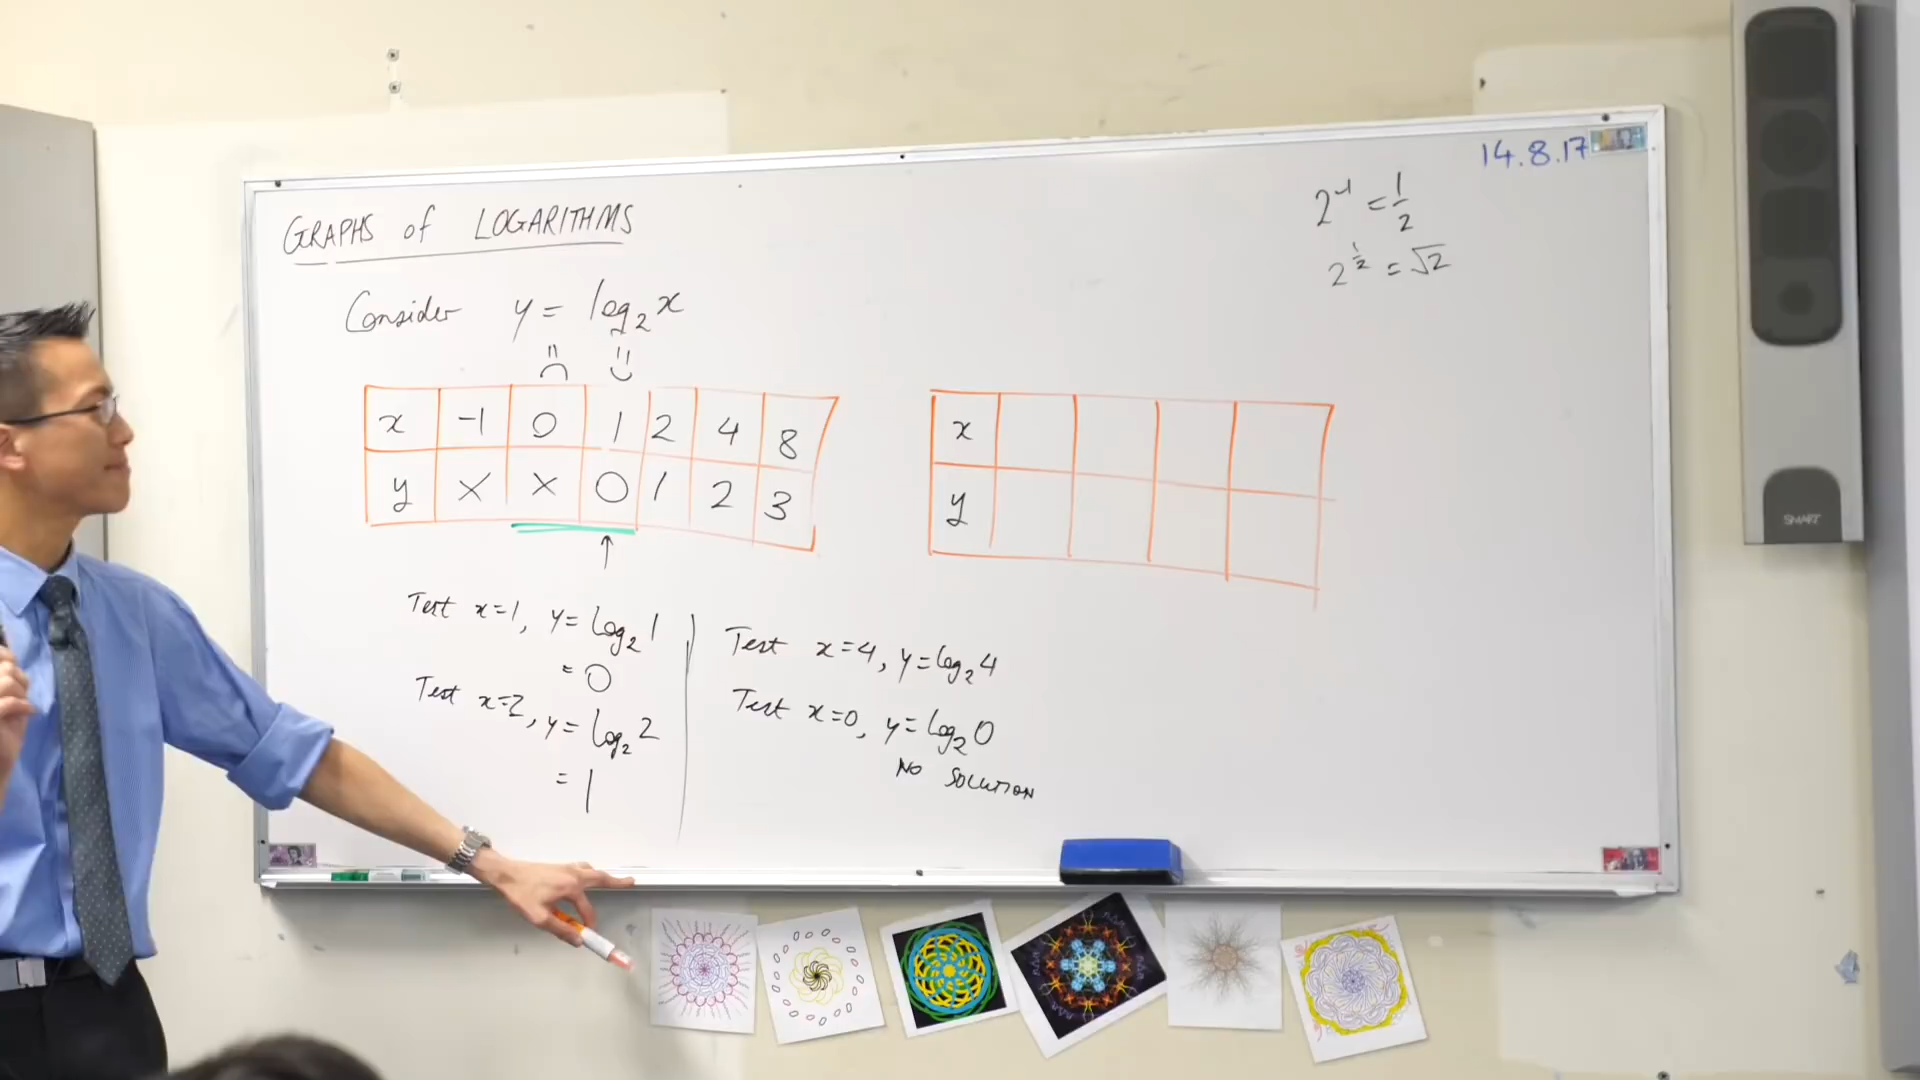 14.8.17
GRAPHS of LOGARITHMS
2⁻¹ = 1/2
2^½ = √2
Consider y = log₂x
x -1 0 1 2 4 8
y × × 0 1 2 3
x
y
Test x=1, y = log₂1
= 0
Test x=2, y = log₂2
= 1
Test x=4, y=log₂4
Test x=0, y=log₂0
NO SOLUTION
SMART